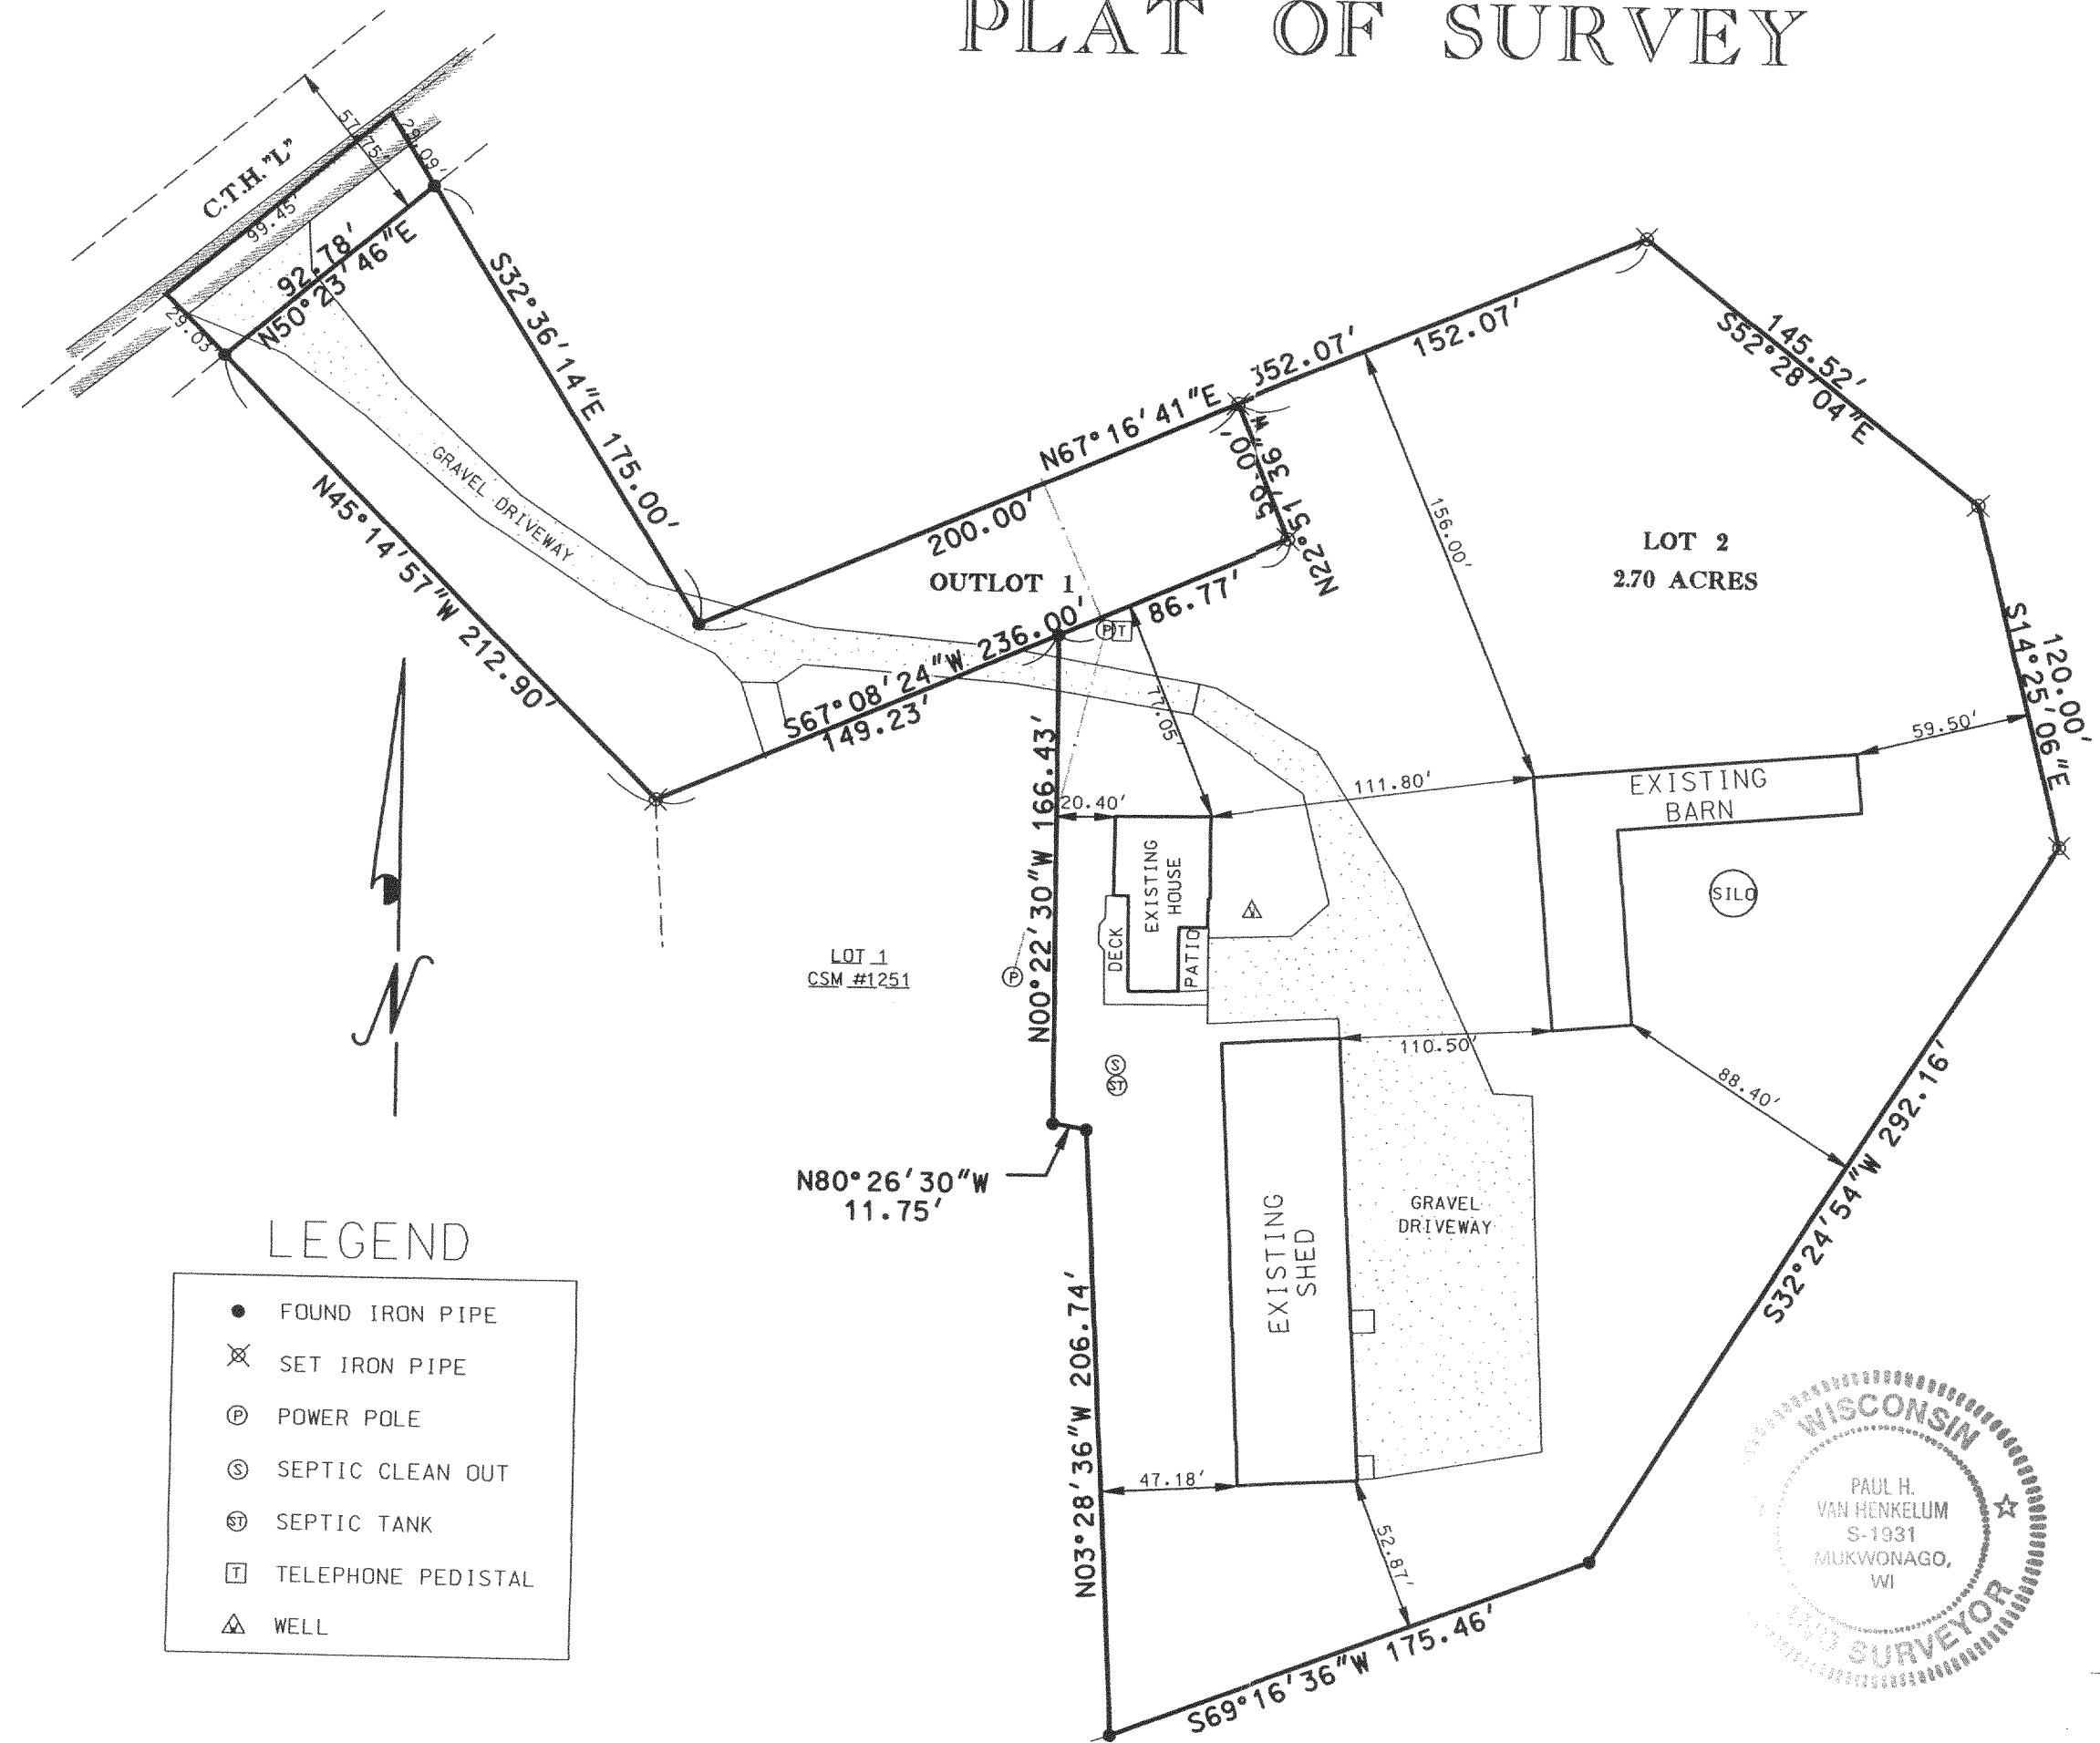 PLAT OF SURVEY
57.75'
29.09'
C.T.H. "L"
99.45'
92.78'
N50°23'46"E
29.03'
S32°36'14"E 175.00'
GRAVEL DRIVEWAY
N45°14'57"W 212.90'
N67°16'41"E 352.07'
152.07'
200.00'
N22°51'36"W
50.00'
OUTLOT 1
86.77'
S67°08'24"W 236.00'
149.23'
P T
S52°28'04"E
145.52'
156.00'
LOT 2
2.70 ACRES
S14°25'06"E
120.00'
59.50'
77.05'
111.80'
20.40'
EXISTING
BARN
SILO
EXISTING
HOUSE
DECK
PATIO
W
N00°22'30"W 166.43'
LOT 1
CSM #1251
P
S
ST
110.50'
88.40'
N80°26'30"W
11.75'
S32°24'54"W 292.16'
GRAVEL
DRIVEWAY
EXISTING
SHED
N03°28'36"W 206.74'
47.18'
52.87'
S69°16'36"W 175.46'
N
LEGEND
FOUND IRON PIPE
SET IRON PIPE
P POWER POLE
S SEPTIC CLEAN OUT
ST SEPTIC TANK
T TELEPHONE PEDISTAL
W WELL
WISCONSIN
PAUL H.
VAN HENKELUM
S-1931
MUKWONAGO,
WI
SURVEYOR